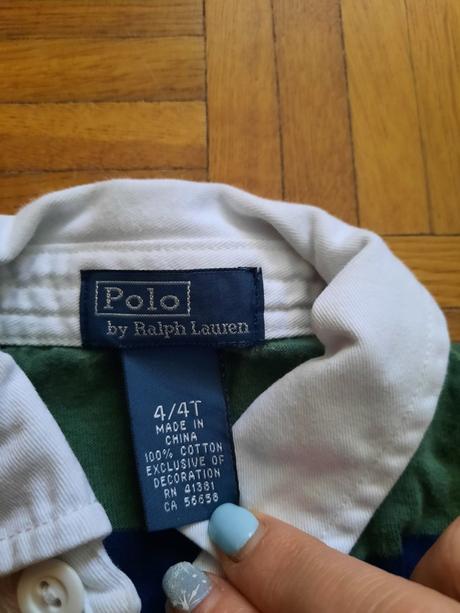 Polo
by Ralph Lauren
4/4T
MADE IN
CHINA
100% COTTON
EXCLUSIVE OF
DECORATION
RN 41381
CA 56658